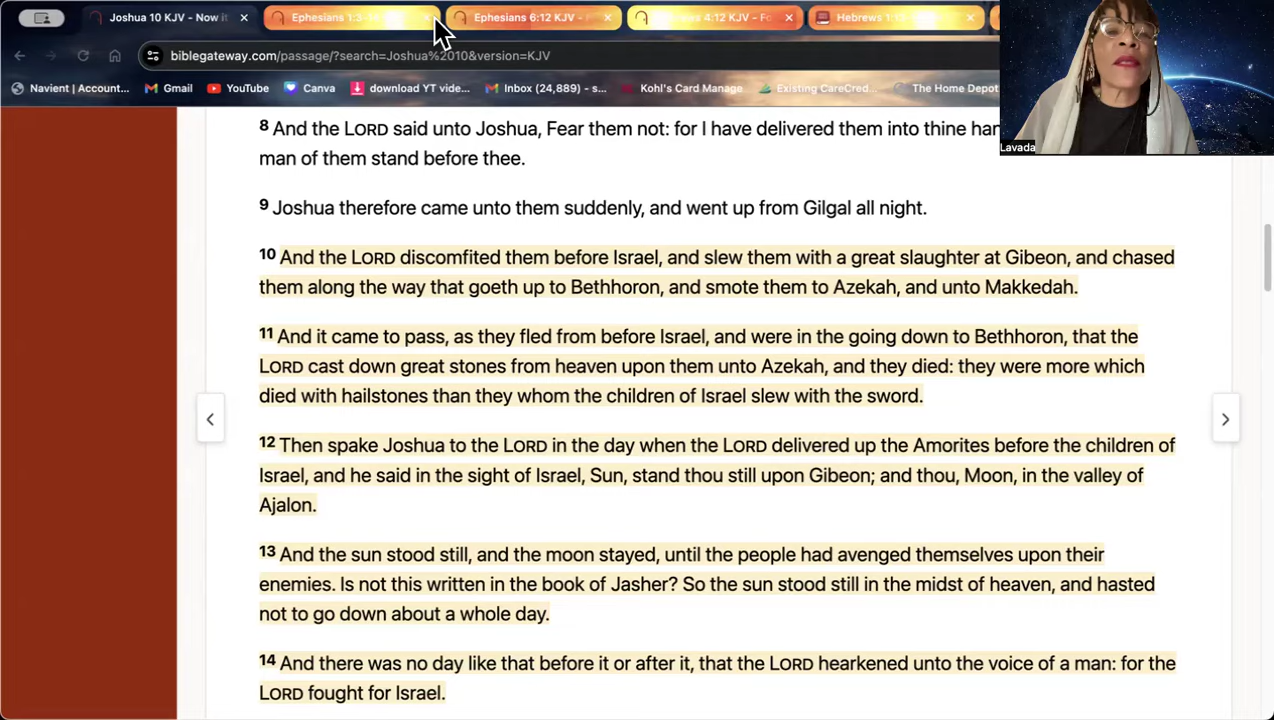 Joshua 10 KJV - Now it
Ephesians 1:3-14
Ephesians 6:12 KJV - F
4:12 KJV - Fo
Hebrews 1:13
biblegateway.com/passage/?search=Joshua%2010&version=KJV
Navient | Account...
Gmail
YouTube
Canva
download YT vide...
Inbox (24,889) - s...
Kohl's Card Manage
Existing CareCred...
The Home Depot
Lavada
8 And the LORD said unto Joshua, Fear them not: for I have delivered them into thine han
man of them stand before thee.
9 Joshua therefore came unto them suddenly, and went up from Gilgal all night.
10 And the LORD discomfited them before Israel, and slew them with a great slaughter at Gibeon, and chased
them along the way that goeth up to Bethhoron, and smote them to Azekah, and unto Makkedah.
11 And it came to pass, as they fled from before Israel, and were in the going down to Bethhoron, that the
LORD cast down great stones from heaven upon them unto Azekah, and they died: they were more which
died with hailstones than they whom the children of Israel slew with the sword.
12 Then spake Joshua to the LORD in the day when the LORD delivered up the Amorites before the children of
Israel, and he said in the sight of Israel, Sun, stand thou still upon Gibeon; and thou, Moon, in the valley of
Ajalon.
13 And the sun stood still, and the moon stayed, until the people had avenged themselves upon their
enemies. Is not this written in the book of Jasher? So the sun stood still in the midst of heaven, and hasted
not to go down about a whole day.
14 And there was no day like that before it or after it, that the LORD hearkened unto the voice of a man: for the
LORD fought for Israel.